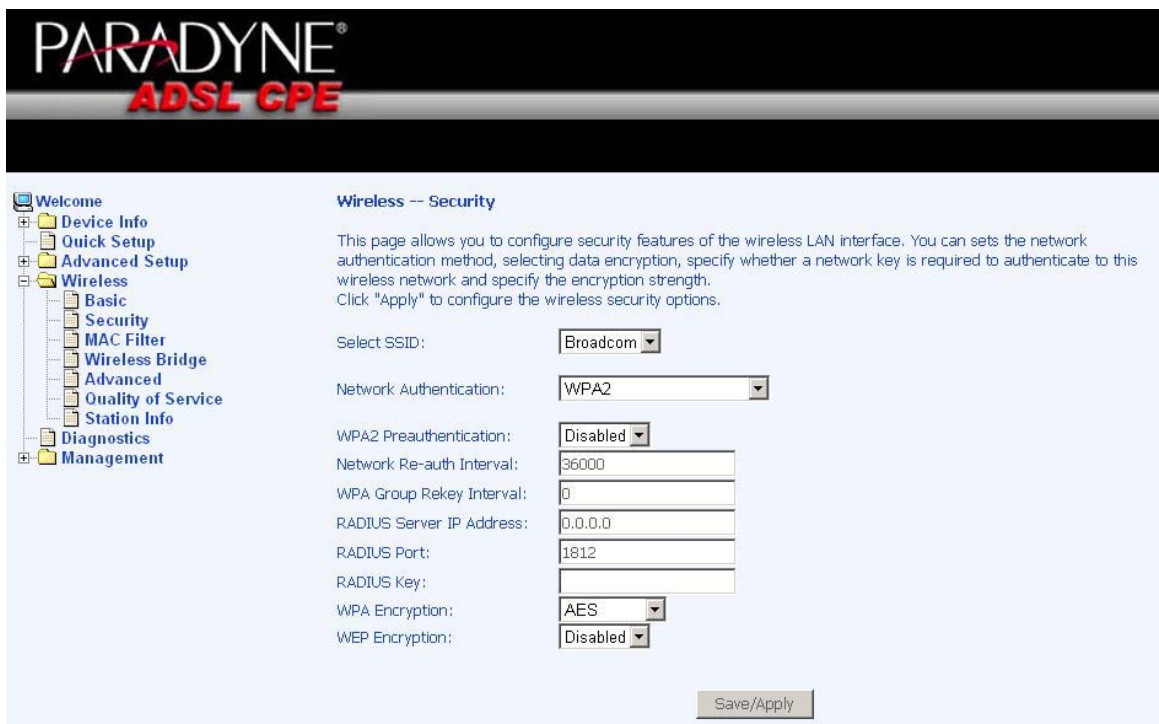 PARADYNE®
ADSL CPE
Welcome
Device Info
Quick Setup
Advanced Setup
Wireless
Basic
Security
MAC Filter
Wireless Bridge
Advanced
Quality of Service
Station Info
Diagnostics
Management
Wireless -- Security
This page allows you to configure security features of the wireless LAN interface. You can sets the network
authentication method, selecting data encryption, specify whether a network key is required to authenticate to this
wireless network and specify the encryption strength.
Click "Apply" to configure the wireless security options.
Select SSID: Broadcom
Network Authentication: WPA2
WPA2 Preauthentication: Disabled
Network Re-auth Interval: 36000
WPA Group Rekey Interval: 0
RADIUS Server IP Address: 0.0.0.0
RADIUS Port: 1812
RADIUS Key:
WPA Encryption: AES
WEP Encryption: Disabled
Save/Apply